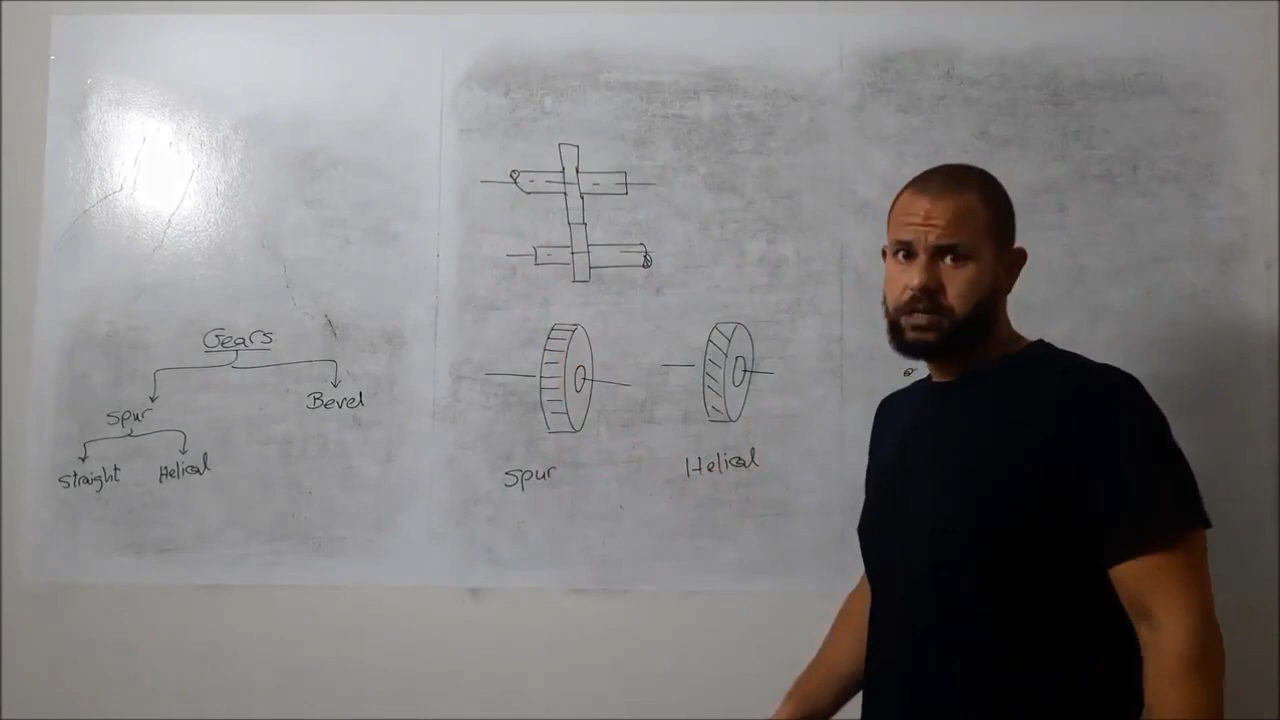 Gears
Spur
Bevel
Straight
Helical
Spur
Helical